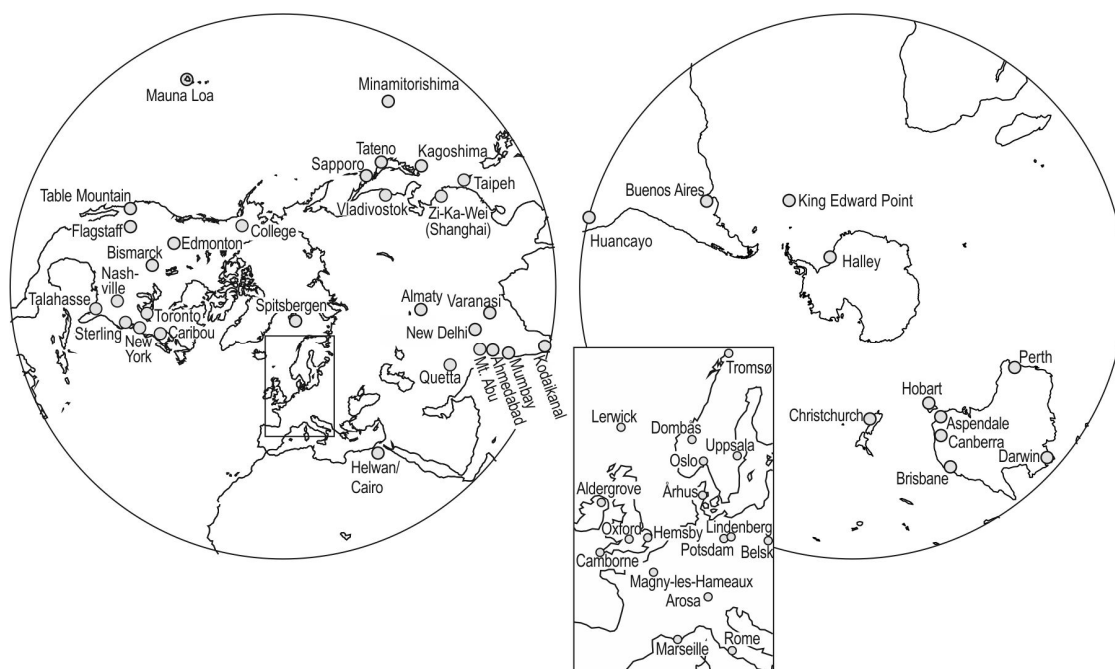 Mauna Loa
Minamitorishima
Tateno
Kagoshima
Sapporo
Taipeh
Table Mountain
Vladivostok
Zi-Ka-Wei
(Shanghai)
Flagstaff
College
Edmonton
Bismarck
Nash-
ville
Talahasse
Toronto
Sterling
New
York
Caribou
Spitsbergen
Almaty
Varanasi
New Delhi
Quetta
Mt. Abu
Ahmedabad
Mumbay
Kodaikanal
Helwan/
Cairo
Buenos Aires
King Edward Point
Huancayo
Halley
Perth
Hobart
Christchurch
Aspendale
Canberra
Darwin
Brisbane
Tromsø
Lerwick
Dombas
Uppsala
Oslo
Århus
Aldergrove
Oxford
Hemsby
Lindenberg
Potsdam
Belsk
Camborne
Magny-les-Hameaux
Arosa
Marseille
Rome